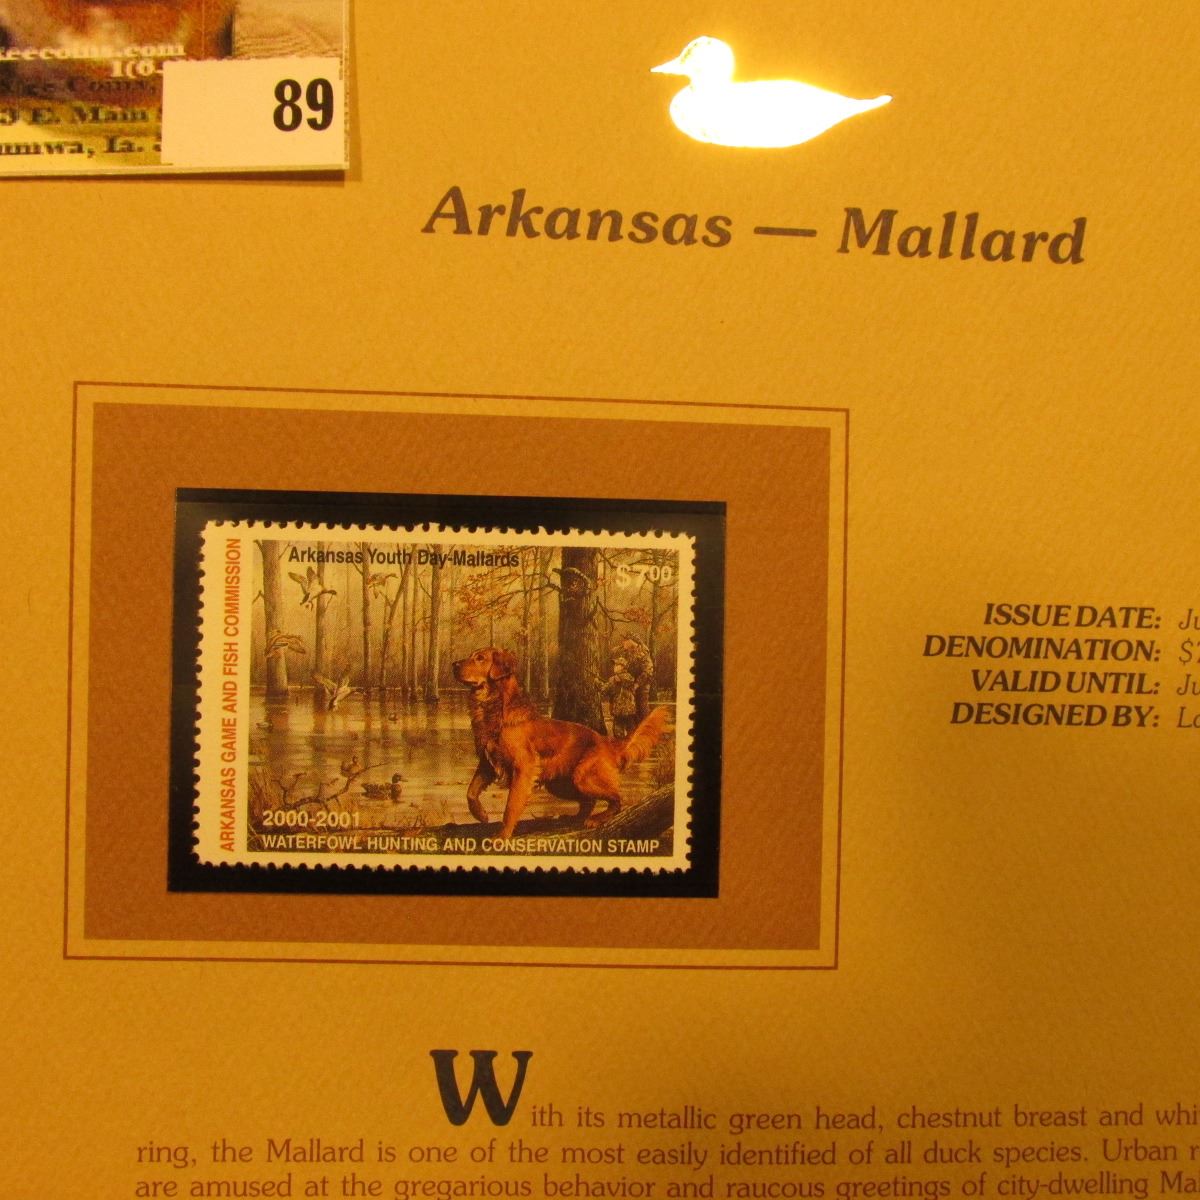 89
E. Main
Ia.
Arkansas — Mallard
ARKANSAS GAME AND FISH COMMISSION
Arkansas Youth Day-Mallards
$7.00
2000-2001
WATERFOWL HUNTING AND CONSERVATION STAMP
ISSUE DATE:
DENOMINATION:
VALID UNTIL:
DESIGNED BY:
With its metallic green head, chestnut breast and
ring, the Mallard is one of the most easily identified of all duck species. Urban
are amused at the gregarious behavior and raucous greetings of city-dwelling